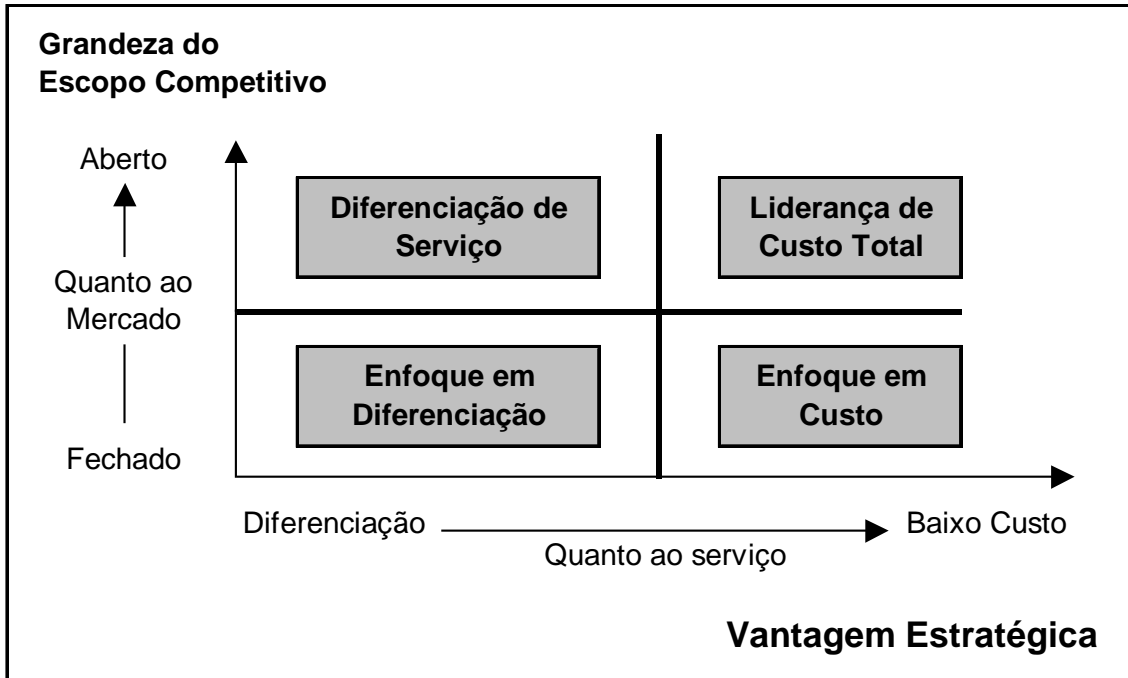 Grandeza do
Escopo Competitivo
Aberto
Quanto ao
Mercado
Fechado
Diferenciação de
Serviço
Liderança de
Custo Total
Enfoque em
Diferenciação
Enfoque em
Custo
Diferenciação
Baixo Custo
Quanto ao serviço
Vantagem Estratégica